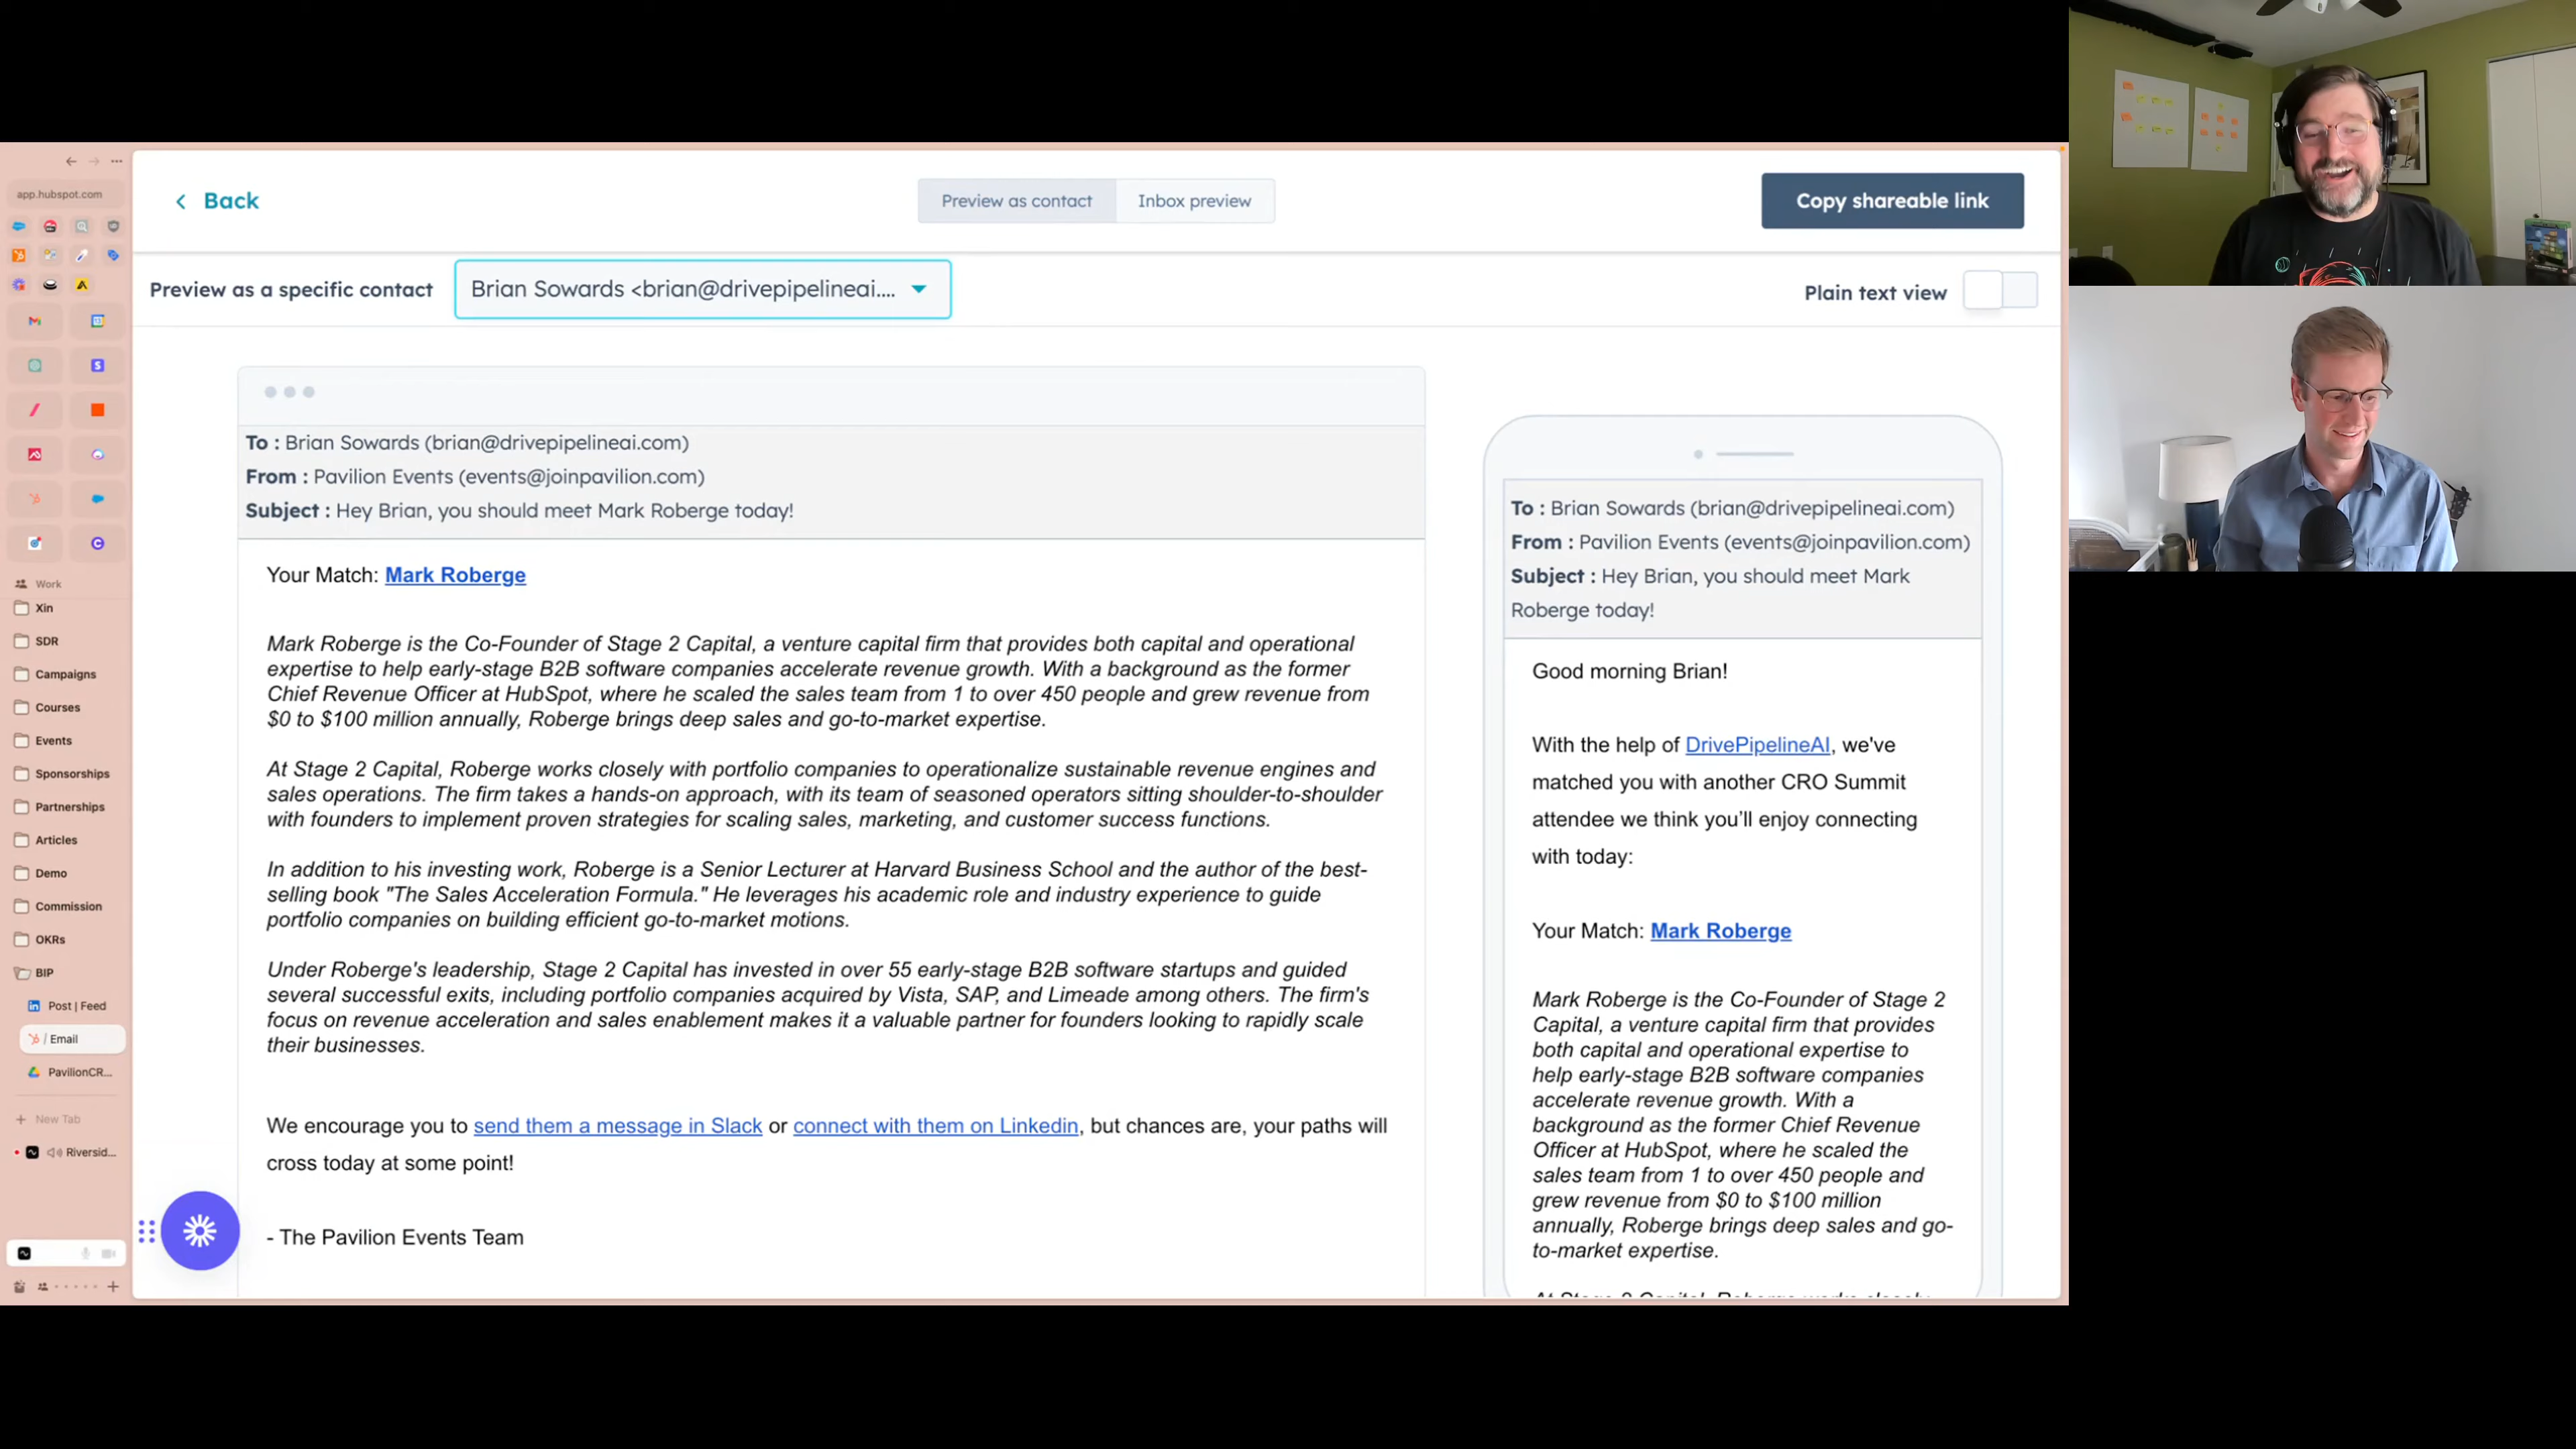 app.hubspot.com
Work
Xin
SDR
Campaigns
Courses
Events
Sponsorships
Partnerships
Articles
Demo
Commission
OKRs
BIP
Post | Feed
/ Email
PavilionCR...
New Tab
Riversid...
Back
Preview as contact
Inbox preview
Copy shareable link
Preview as a specific contact
Brian Sowards <brian@drivepipelineai....
Plain text view
To : Brian Sowards (brian@drivepipelineai.com)
From : Pavilion Events (events@joinpavilion.com)
Subject : Hey Brian, you should meet Mark Roberge today!
Your Match: Mark Roberge
Mark Roberge is the Co-Founder of Stage 2 Capital, a venture capital firm that provides both capital and operational
expertise to help early-stage B2B software companies accelerate revenue growth. With a background as the former
Chief Revenue Officer at HubSpot, where he scaled the sales team from 1 to over 450 people and grew revenue from
$0 to $100 million annually, Roberge brings deep sales and go-to-market expertise.
At Stage 2 Capital, Roberge works closely with portfolio companies to operationalize sustainable revenue engines and
sales operations. The firm takes a hands-on approach, with its team of seasoned operators sitting shoulder-to-shoulder
with founders to implement proven strategies for scaling sales, marketing, and customer success functions.
In addition to his investing work, Roberge is a Senior Lecturer at Harvard Business School and the author of the best-
selling book "The Sales Acceleration Formula." He leverages his academic role and industry experience to guide
portfolio companies on building efficient go-to-market motions.
Under Roberge's leadership, Stage 2 Capital has invested in over 55 early-stage B2B software startups and guided
several successful exits, including portfolio companies acquired by Vista, SAP, and Limeade among others. The firm's
focus on revenue acceleration and sales enablement makes it a valuable partner for founders looking to rapidly scale
their businesses.
We encourage you to send them a message in Slack or connect with them on Linkedin, but chances are, your paths will
cross today at some point!
- The Pavilion Events Team
To : Brian Sowards (brian@drivepipelineai.com)
From : Pavilion Events (events@joinpavilion.com)
Subject : Hey Brian, you should meet Mark
Roberge today!
Good morning Brian!
With the help of DrivePipelineAI, we've
matched you with another CRO Summit
attendee we think you'll enjoy connecting
with today:
Your Match: Mark Roberge
Mark Roberge is the Co-Founder of Stage 2
Capital, a venture capital firm that provides
both capital and operational expertise to
help early-stage B2B software companies
accelerate revenue growth. With a
background as the former Chief Revenue
Officer at HubSpot, where he scaled the
sales team from 1 to over 450 people and
grew revenue from $0 to $100 million
annually, Roberge brings deep sales and go-
to-market expertise.
At Stage 2 Capital, Roberge works closely